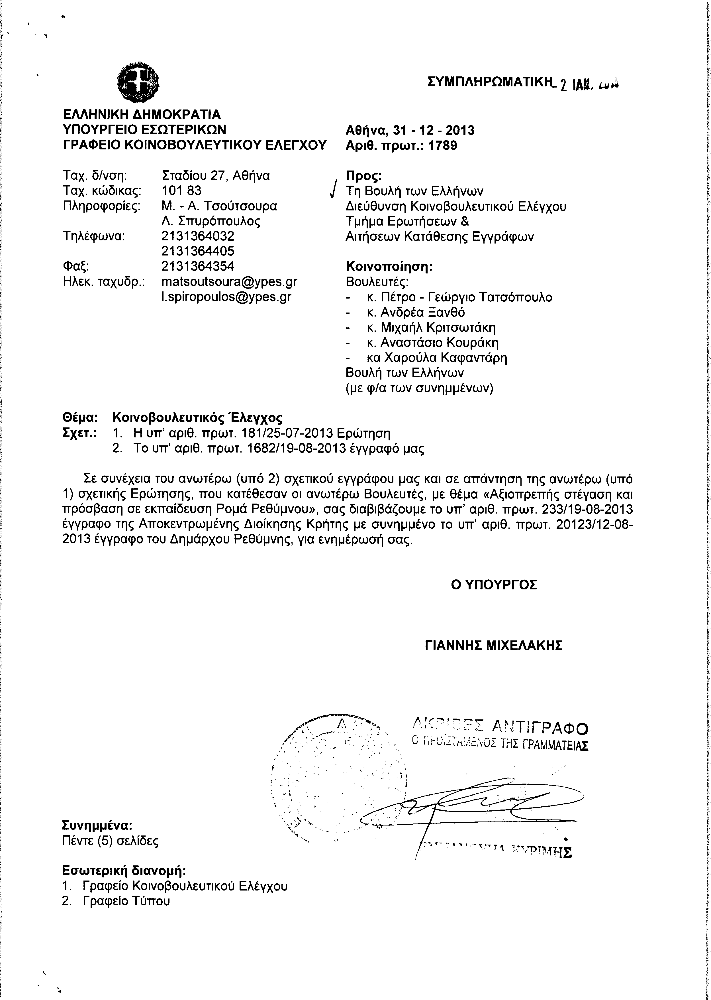 ΣΥΜΠΛΗΡΩΜΑΤΙΚΗ 2 ΙΑΝ.
ΕΛΛΗΝΙΚΗ ΔΗΜΟΚΡΑΤΙΑ
ΥΠΟΥΡΓΕΙΟ ΕΣΩΤΕΡΙΚΩΝ
ΓΡΑΦΕΙΟ ΚΟΙΝΟΒΟΥΛΕΥΤΙΚΟΥ ΕΛΕΓΧΟΥ
Αθήνα, 31 - 12 - 2013
Αριθ. πρωτ.: 1789
Ταχ. δ/νση: Σταδίου 27, Αθήνα
Ταχ. κώδικας: 101 83
Πληροφορίες: Μ. - Α. Τσούτσουρα
Λ. Σπυρόπουλος
Τηλέφωνα: 2131364032
2131364405
Φαξ: 2131364354
Ηλεκ. ταχυδρ.: matsoutsoura@ypes.gr
l.spiropoulos@ypes.gr
Προς:
Τη Βουλή των Ελλήνων
Διεύθυνση Κοινοβουλευτικού Ελέγχου
Τμήμα Ερωτήσεων &
Αιτήσεων Κατάθεσης Εγγράφων
Κοινοποίηση:
Βουλευτές:
- κ. Πέτρο - Γεώργιο Τατσόπουλο
- κ. Ανδρέα Ξανθό
- κ. Μιχαήλ Κριτσωτάκη
- κ. Αναστάσιο Κουράκη
- κα Χαρούλα Καφαντάρη
Βουλή των Ελλήνων
(με φ/α των συνημμένων)
Θέμα: Κοινοβουλευτικός Έλεγχος
Σχετ.: 1. Η υπ' αριθ. πρωτ. 181/25-07-2013 Ερώτηση
2. Το υπ' αριθ. πρωτ. 1682/19-08-2013 έγγραφό μας
Σε συνέχεια του ανωτέρω (υπό 2) σχετικού εγγράφου μας και σε απάντηση της ανωτέρω (υπό
1) σχετικής Ερώτησης, που κατέθεσαν οι ανωτέρω Βουλευτές, με θέμα «Αξιοπρεπής στέγαση και
πρόσβαση σε εκπαίδευση Ρομά Ρεθύμνου», σας διαβιβάζουμε το υπ' αριθ. πρωτ. 233/19-08-2013
έγγραφο της Αποκεντρωμένης Διοίκησης Κρήτης με συνημμένο το υπ' αριθ. πρωτ. 20123/12-08-
2013 έγγραφο του Δημάρχου Ρεθύμνης, για ενημέρωσή σας.
Ο ΥΠΟΥΡΓΟΣ
ΓΙΑΝΝΗΣ ΜΙΧΕΛΑΚΗΣ
ΑΚΡΙΒΕΣ ΑΝΤΙΓΡΑΦΟ
Ο ΠΡΟΪΣΤΑΜΕΝΟΣ ΤΗΣ ΓΡΑΜΜΑΤΕΙΑΣ
ΚΥΡΙΜΗΣ
Συνημμένα:
Πέντε (5) σελίδες
Εσωτερική διανομή:
1. Γραφείο Κοινοβουλευτικού Ελέγχου
2. Γραφείο Τύπου